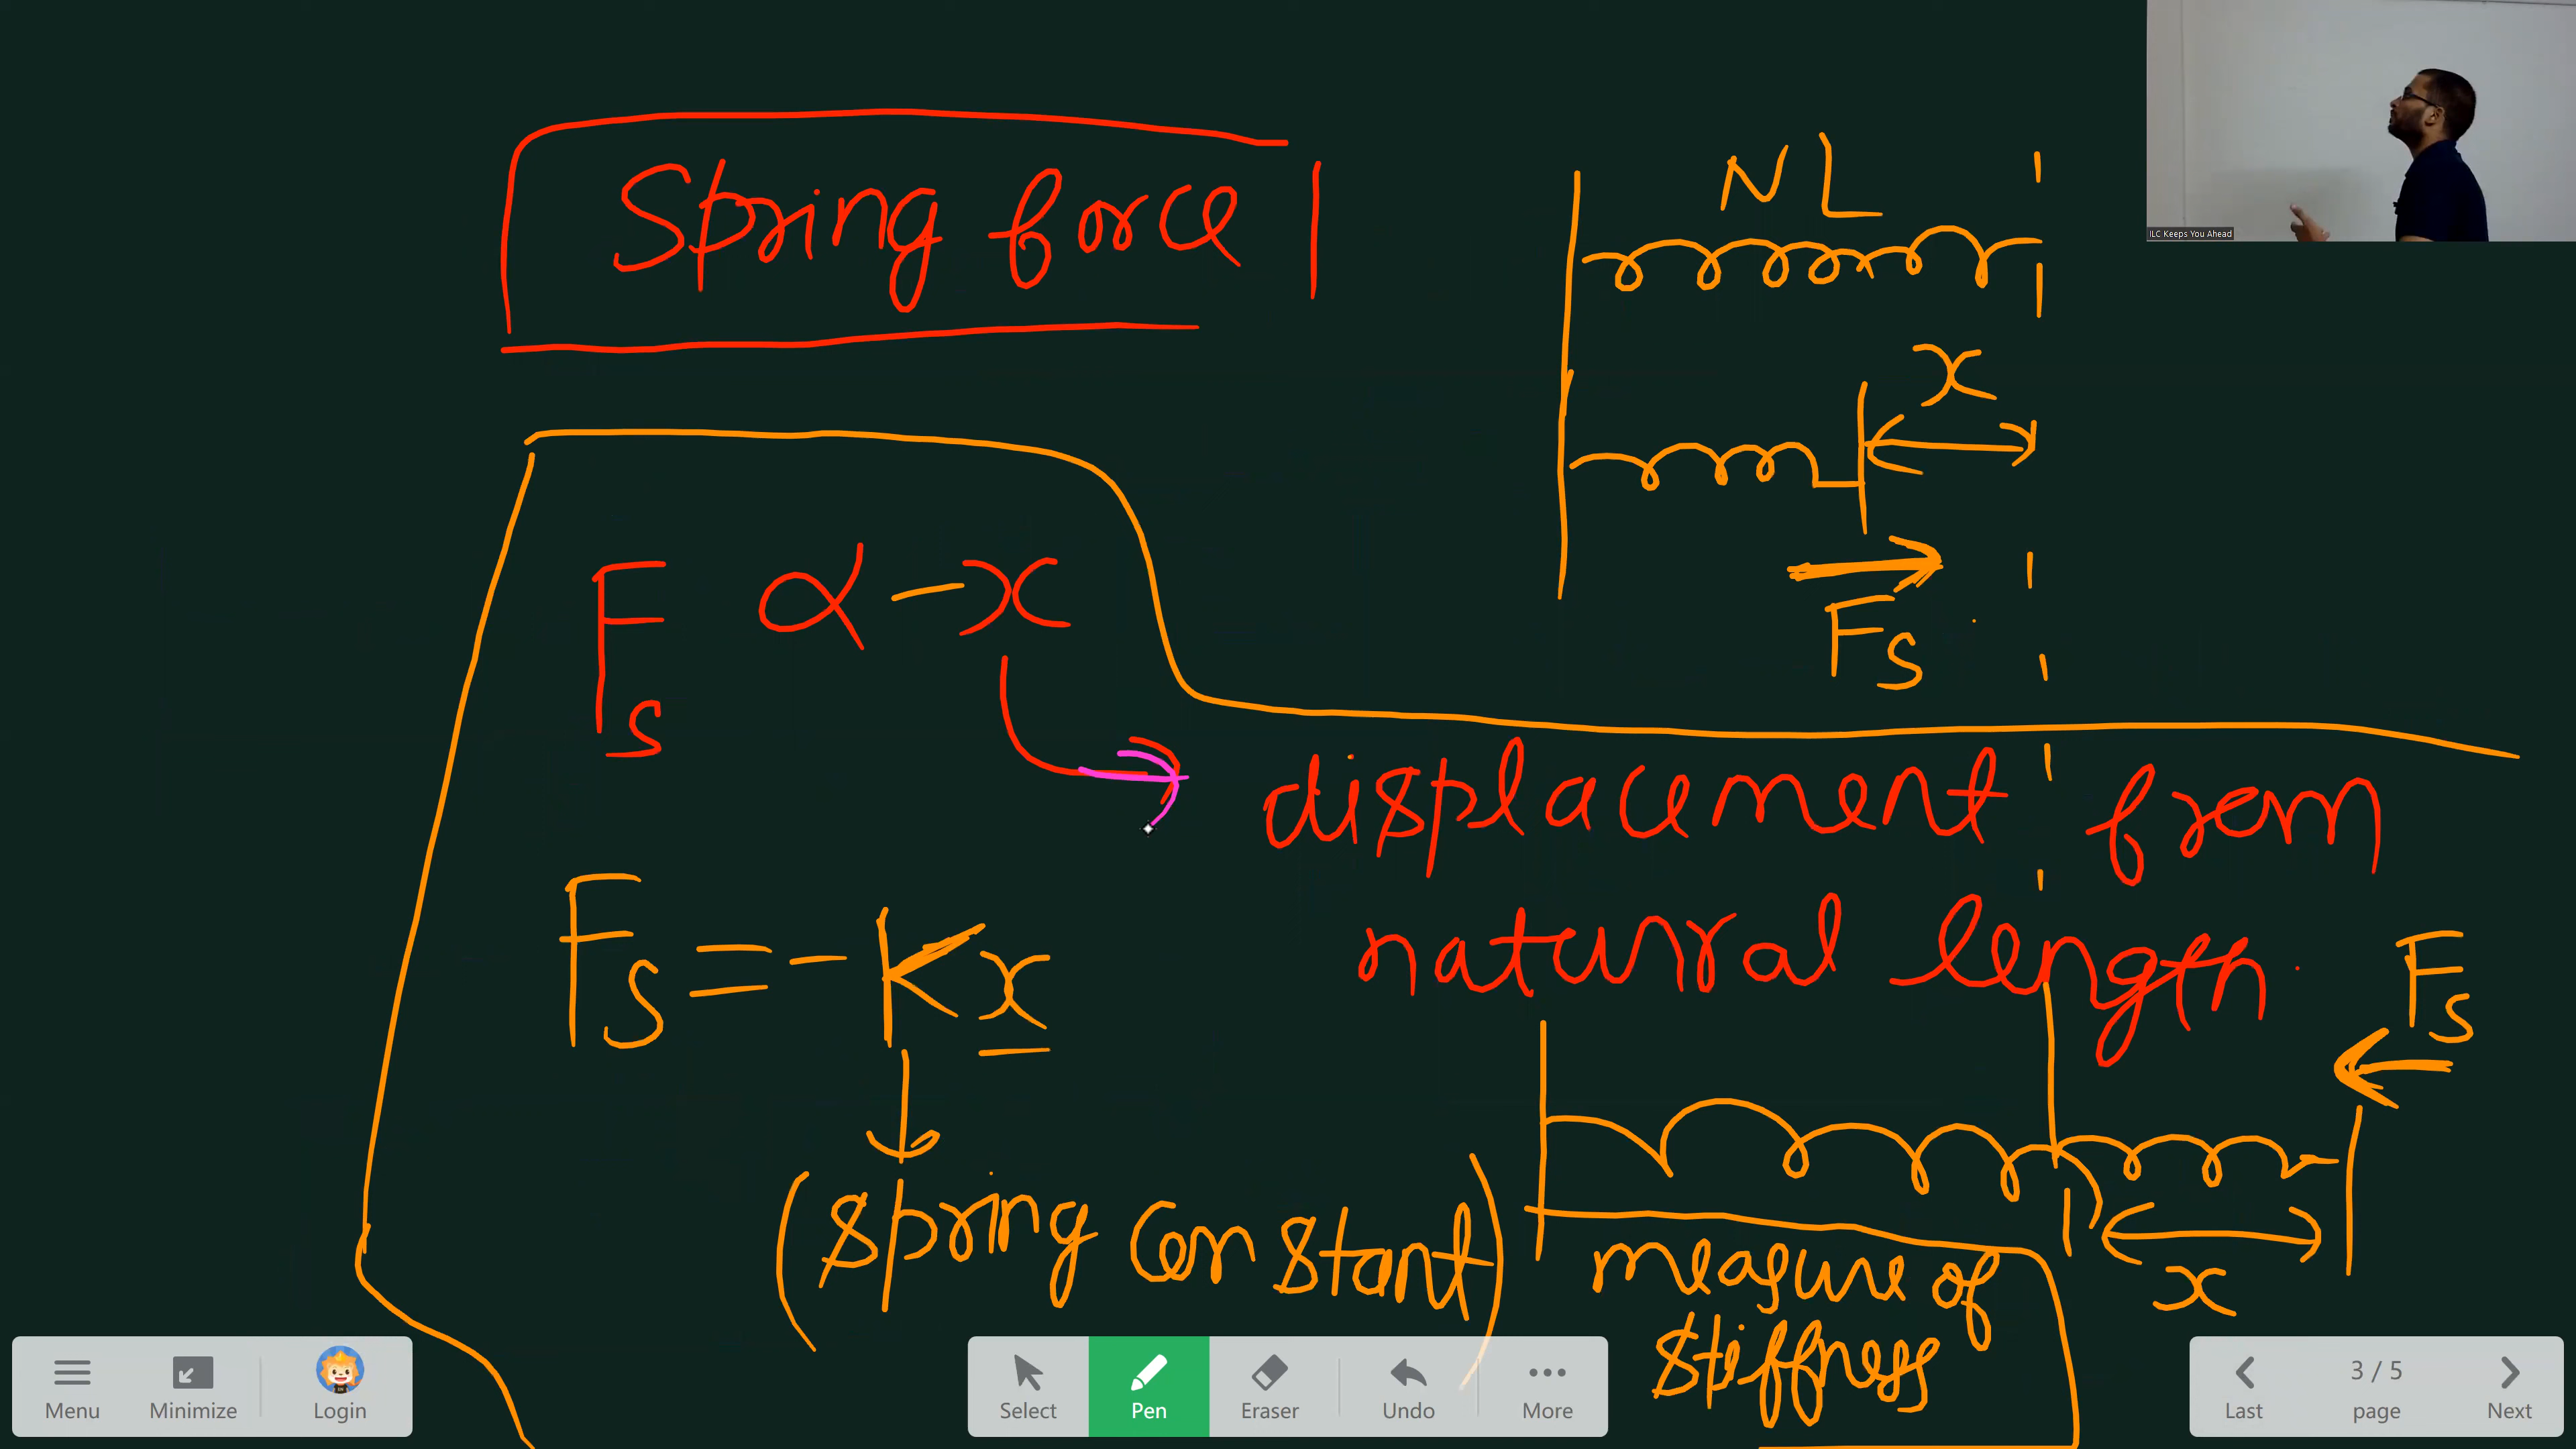 Spring force
NL
ILC Keeps You Ahead
x
Fs
Fs α -x
displacement from
natural length.
Fs = -Kx
Fs
(Spring Constant)
measure of
stiffness
x
Menu
Minimize
Login
Select
Pen
Eraser
Undo
More
Last
3 / 5
page
Next